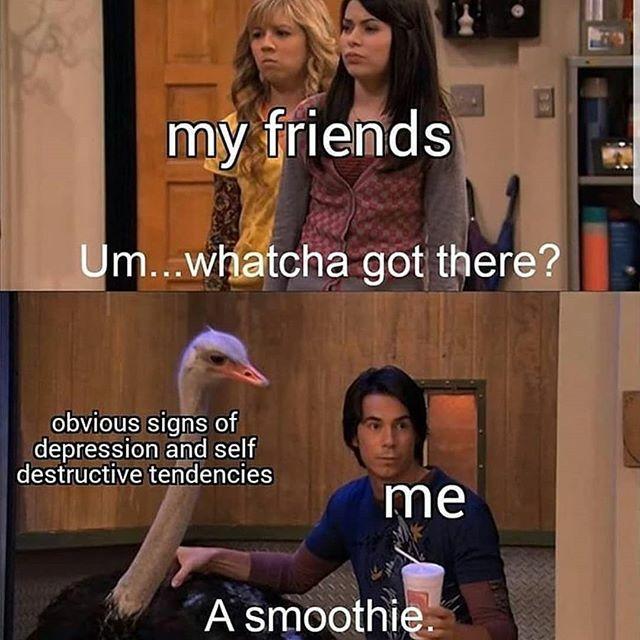 my friends
Um...whatcha got there?
obvious signs of
depression and self
destructive tendencies
me
A smoothie.